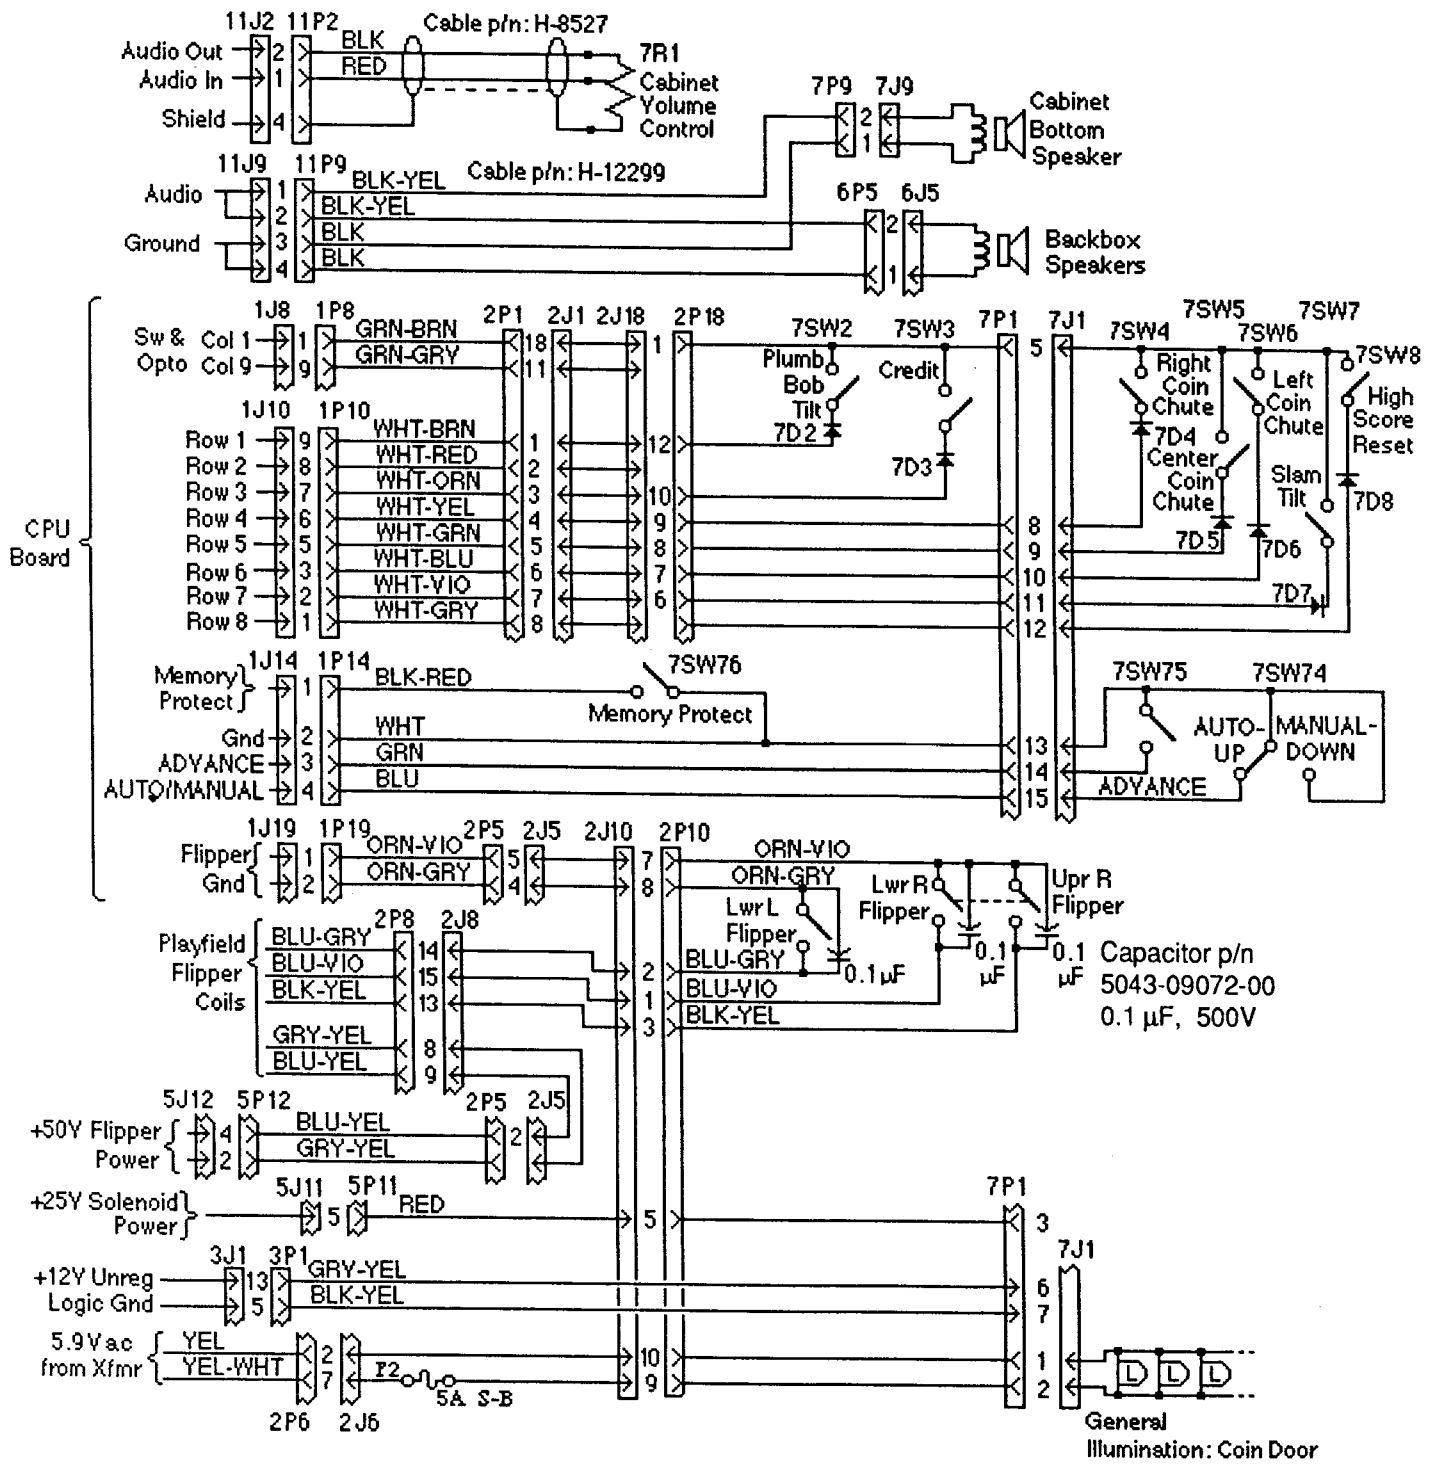 11J2 11P2 Cable p/n: H-8527
Audio Out 2 BLK
Audio In 1 RED
Shield 4
7R1
Cabinet
Volume
Control
7P9 7J9
2
1
Cabinet
Bottom
Speaker
11J9 11P9 Cable p/n: H-12299
Audio 1 BLK-YEL
2 BLK-YEL
Ground 3 BLK
4 BLK
6P5 6J5
2
1
Backbox
Speakers
CPU
Board
1J8 1P8 2P1 2J1 2J18 2P18
Sw & Col 1 1 GRN-BRN 18 1
Opto Col 9 9 GRN-GRY 11
1J10 1P10
Row 1 9 WHT-BRN 1 12
Row 2 8 WHT-RED 2
Row 3 7 WHT-ORN 3 10
Row 4 6 WHT-YEL 4 9
Row 5 5 WHT-GRN 5 8
Row 6 3 WHT-BLU 6 7
Row 7 2 WHT-VIO 7 6
Row 8 1 WHT-GRY 8
7SW2
Plumb
Bob
Tilt
7D2
7SW3
Credit
7D3
7P1 7J1
5
8
9
10
11
12
7SW4
Right
Coin
Chute
7D4
7SW5
Center
Coin
Chute
7D5
7SW6
Left
Coin
Chute
7D6
7SW7
Slam
Tilt
7D7
7SW8
High
Score
Reset
7D8
1J14 1P14
Memory
Protect
1 BLK-RED
7SW76
Memory Protect
Gnd 2 WHT 13
ADVANCE 3 GRN 14
AUTO/MANUAL 4 BLU 15
7SW75
ADVANCE
7SW74
AUTO-
UP
MANUAL-
DOWN
1J19 1P19 2P5 2J5 2J10 2P10
Flipper
Gnd
1 ORN-VIO 5 7 ORN-VIO
2 ORN-GRY 4 8 ORN-GRY
Lwr L
Flipper
0.1 µF
Lwr R
Flipper
0.1
µF
Upr R
Flipper
0.1
µF
Capacitor p/n
5043-09072-00
0.1 µF, 500V
2P8 2J8
Playfield
Flipper
Coils
BLU-GRY 14 2 BLU-GRY
BLU-VIO 15 1 BLU-VIO
BLK-YEL 13 3 BLK-YEL
GRY-YEL 8
BLU-YEL 9
5J12 5P12 2P5 2J5
+50V Flipper
Power
4 BLU-YEL 2
2 GRY-YEL
5J11 5P11
+25V Solenoid
Power
5 RED 5
7P1
3
3J1 3P1
+12V Unreg 13 GRY-YEL 6
Logic Gnd 5 BLK-YEL 7
7J1
5.9Vac
from Xfmr
YEL 2 10 1
YEL-WHT 7 F2 5A S-B 9 2
2P6 2J6
L L L
General
Illumination: Coin Door